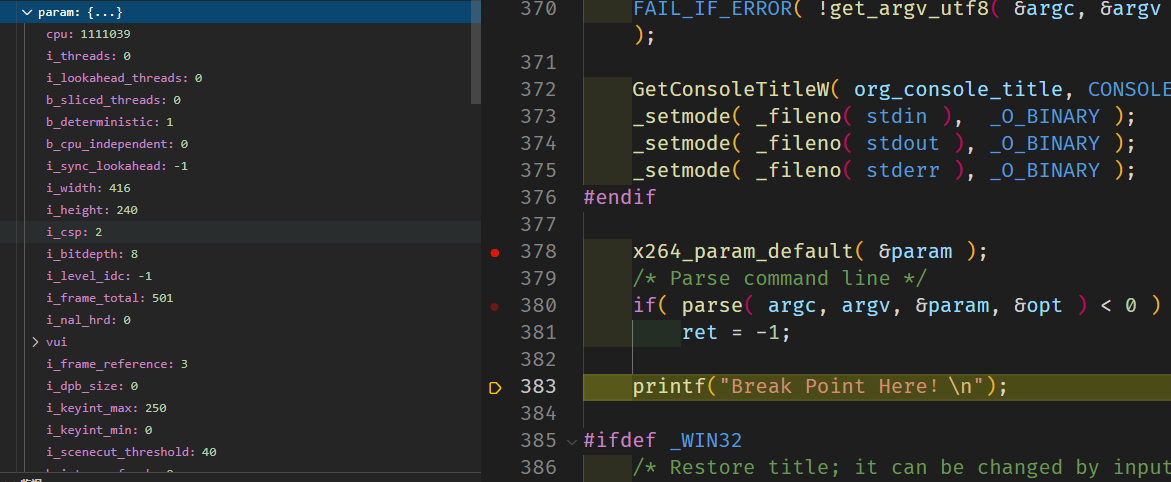 param: {...}
cpu: 1111039
i_threads: 0
i_lookahead_threads: 0
b_sliced_threads: 0
b_deterministic: 1
b_cpu_independent: 0
i_sync_lookahead: -1
i_width: 416
i_height: 240
i_csp: 2
i_bitdepth: 8
i_level_idc: -1
i_frame_total: 501
i_nal_hrd: 0
vui
i_frame_reference: 3
i_dpb_size: 0
i_keyint_max: 250
i_keyint_min: 0
i_scenecut_threshold: 40
370 FAIL_IF_ERROR( !get_argv_utf8( &argc, &argv
);
371
372 GetConsoleTitleW( org_console_title, CONSOLE
373 _setmode( _fileno( stdin ),  _O_BINARY );
374 _setmode( _fileno( stdout ), _O_BINARY );
375 _setmode( _fileno( stderr ), _O_BINARY );
376 #endif
377
378 x264_param_default( &param );
379 /* Parse command line */
380 if( parse( argc, argv, &param, &opt ) < 0 )
381 ret = -1;
382
383 printf("Break Point Here! \n");
384
385 #ifdef _WIN32
386 /* Restore title; it can be changed by input